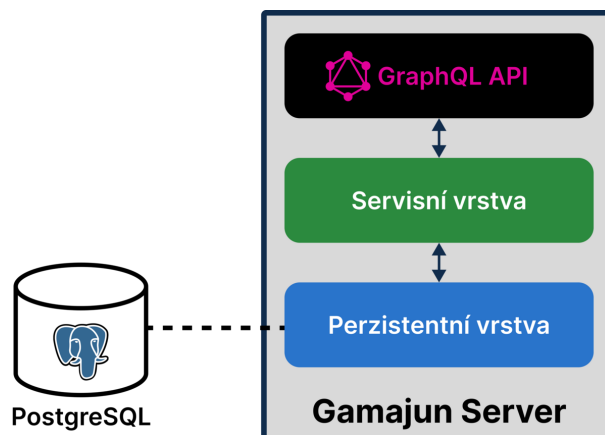 GraphQL API
Servisní vrstva
Perzistentní vrstva
PostgreSQL
Gamajun Server